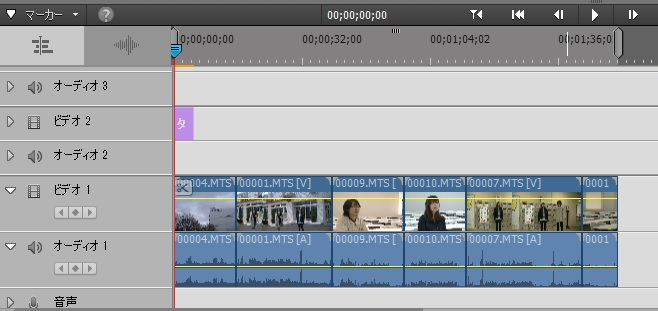 マーカー
00;00;00;00
0;00;00;00 00;00;32;00 00;01;04;02 00;01;36;0
オーディオ 3
ビデオ 2
タ
オーディオ 2
ビデオ 1
0004.MTS 00001.MTS [V] 00009.MTS [ 00010.MTS 00007.MTS [V] 0001
オーディオ 1
00004.MTS 00001.MTS [A] 00009.MTS [ 00010.MTS 00007.MTS [A] 0001
音声